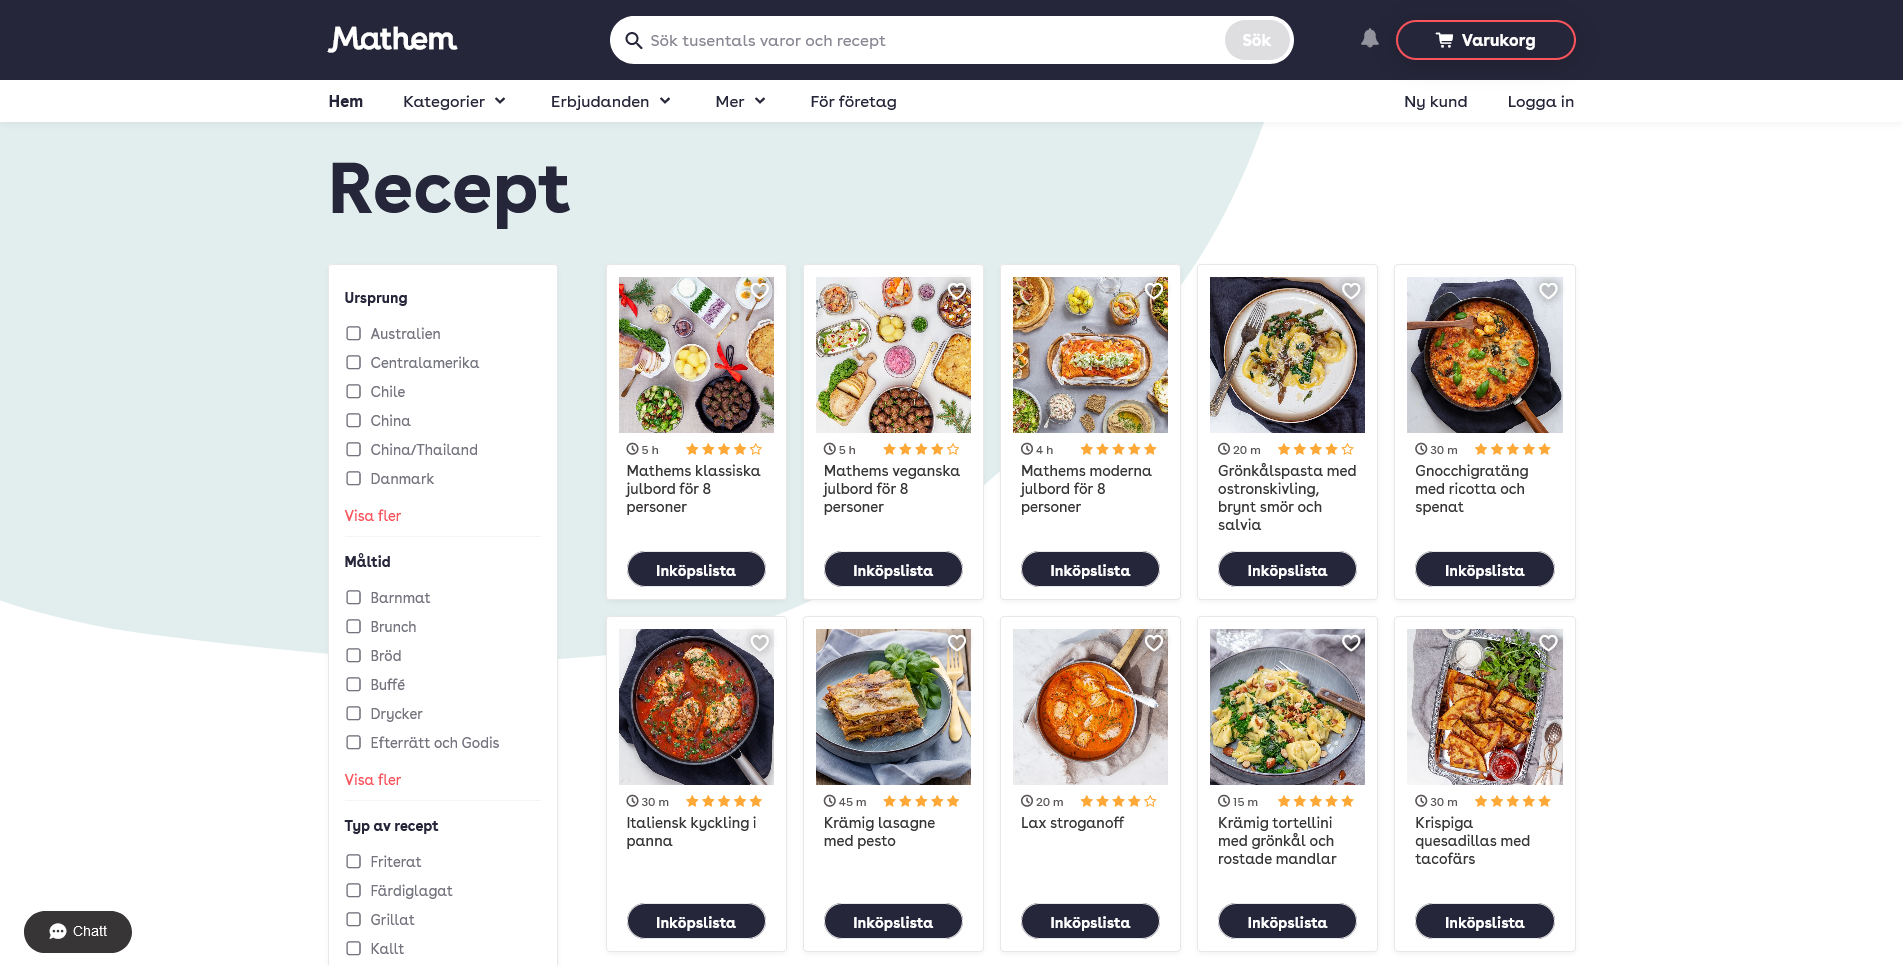 Mathem
Sök tusentals varor och recept
Sök
Varukorg
Hem
Kategorier
Erbjudanden
Mer
För företag
Ny kund
Logga in
Recept
Ursprung
Australien
Centralamerika
Chile
China
China/Thailand
Danmark
Visa fler
Måltid
Barnmat
Brunch
Bröd
Buffé
Drycker
Efterrätt och Godis
Visa fler
Typ av recept
Friterat
Färdiglagat
Grillat
Kallt
5 h
Mathems klassiska
julbord för 8
personer
Inköpslista
5 h
Mathems veganska
julbord för 8
personer
Inköpslista
4 h
Mathems moderna
julbord för 8
personer
Inköpslista
20 m
Grönkålspasta med
ostronskivling,
brynt smör och
salvia
Inköpslista
30 m
Gnocchigratäng
med ricotta och
spenat
Inköpslista
30 m
Italiensk kyckling i
panna
Inköpslista
45 m
Krämig lasagne
med pesto
Inköpslista
20 m
Lax stroganoff
Inköpslista
15 m
Krämig tortellini
med grönkål och
rostade mandlar
Inköpslista
30 m
Krispiga
quesadillas med
tacofärs
Inköpslista
Chatt